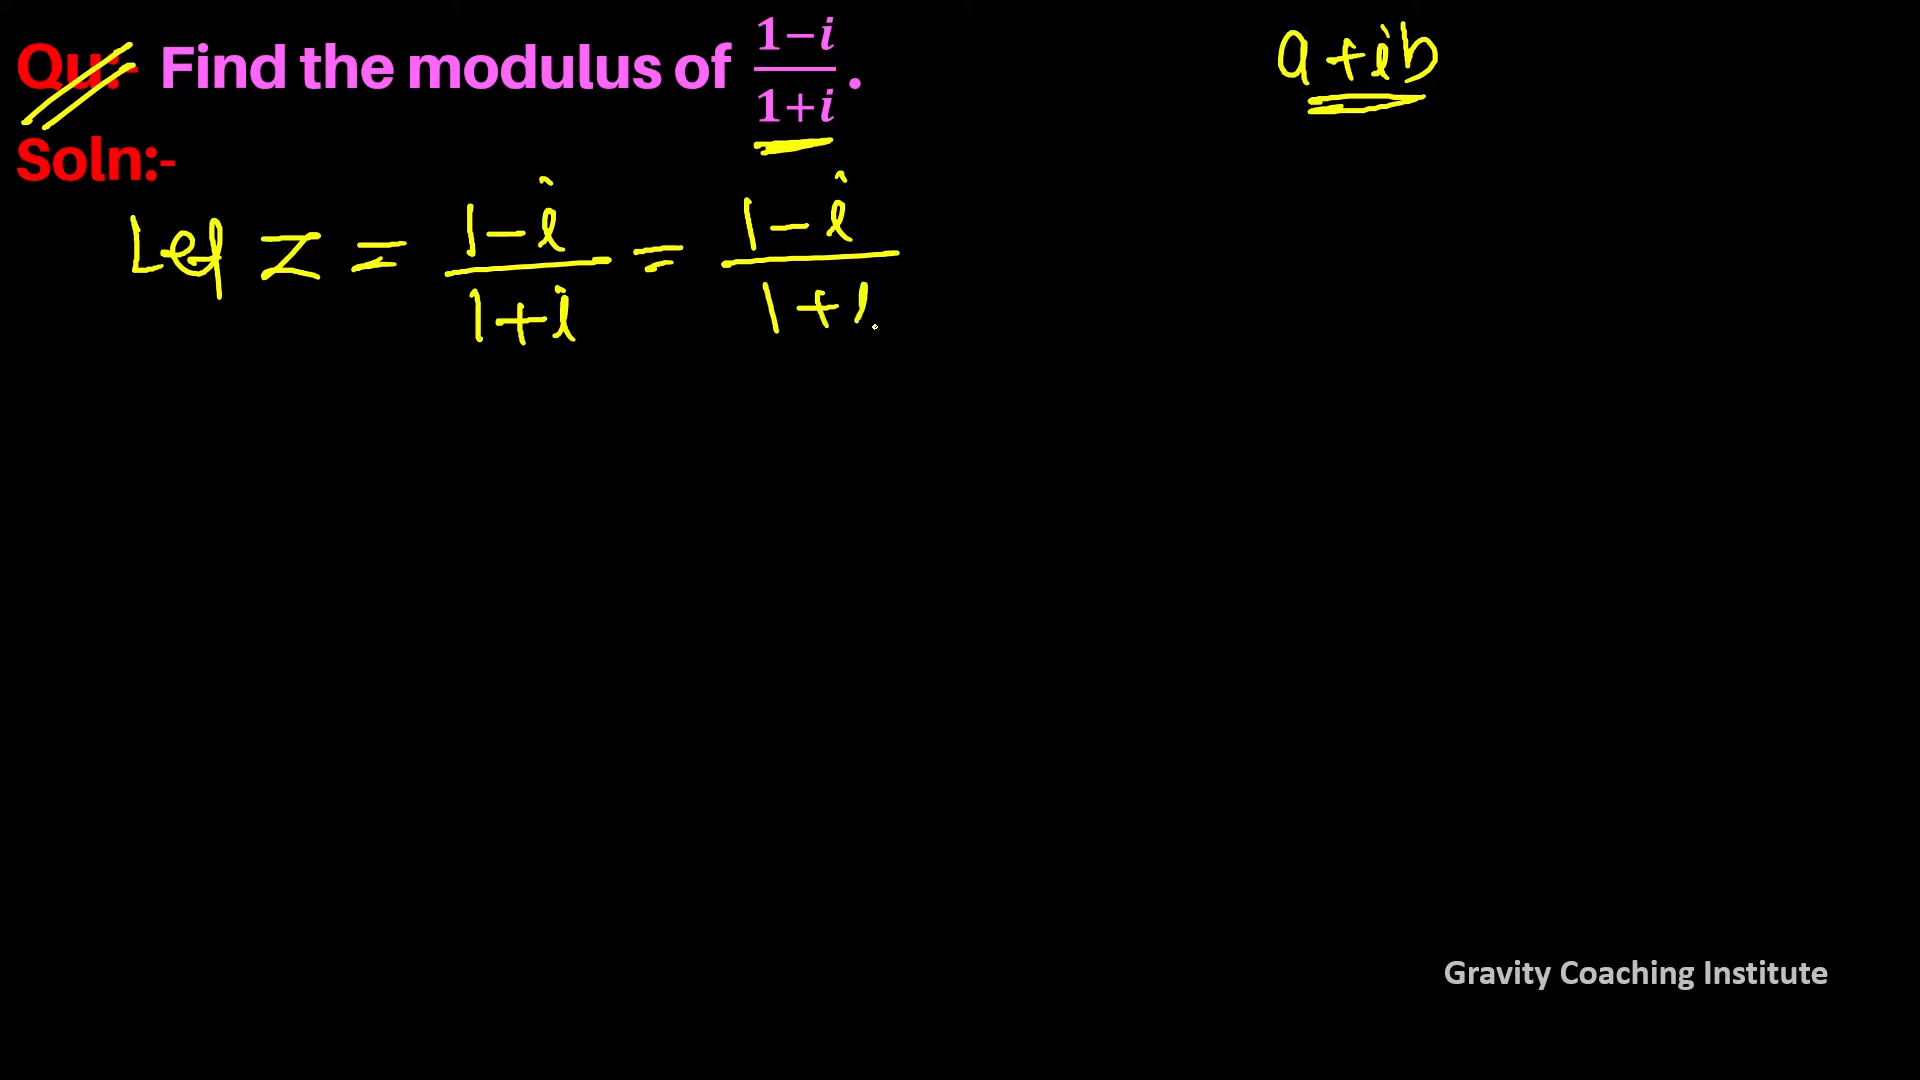 Qu:- Find the modulus of (1−i)/(1+i).
a+ib
Soln:-
Let z = (1−i)/(1+i) = (1−i)/(1+i)
Gravity Coaching Institute